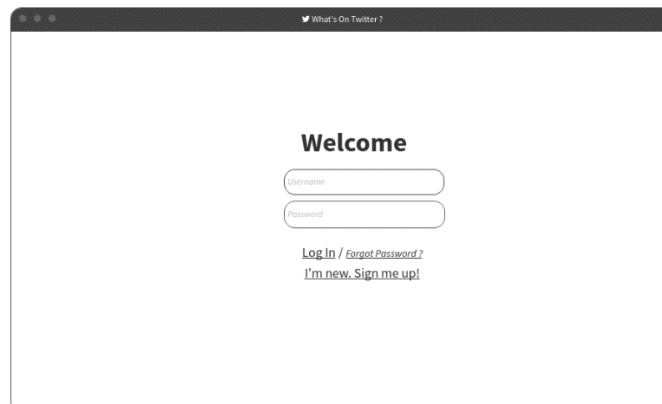 What's On Twitter ?
Welcome
Username
Password
Log In / Forgot Password ?
I'm new. Sign me up!